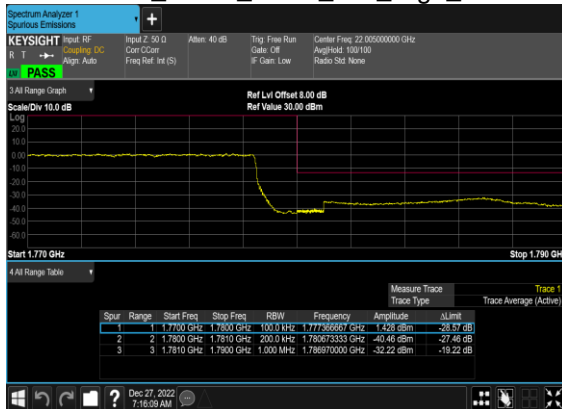 Spectrum Analyzer 1
Spurious Emissions
+
KEYSIGHT Input: RF Input Z: 50 Ω Atten: 40 dB Trig: Free Run Center Freq: 22.005000000 GHz
R T Coupling: DC Corr CCorr Gate: Off Avg|Hold: 100/100
Align: Auto Freq Ref: Int (S) IF Gain: Low Radio Std: None
PASS
3 All Range Graph Ref Lvl Offset 8.00 dB
Scale/Div 10.0 dB Ref Value 30.00 dBm
Log
20.0
10.0
0.00
-10.0
-20.0
-30.0
-40.0
-50.0
-60.0
Start 1.770 GHz Stop 1.790 GH
4 All Range Table
Measure Trace Trace 1
Trace Type Trace Average (Active)
Spur Range Start Freq Stop Freq RBW Frequency Amplitude ΔLimit
1 1 1.7700 GHz 1.7800 GHz 100.0 kHz 1.777366667 GHz 1.428 dBm -28.57 dB
2 2 1.7800 GHz 1.7810 GHz 200.0 kHz 1.780673333 GHz -40.46 dBm -27.46 dB
3 3 1.7810 GHz 1.7900 GHz 1.000 MHz 1.786970000 GHz -32.22 dBm -19.22 dB
? Dec 27, 2022
7:16:09 AM